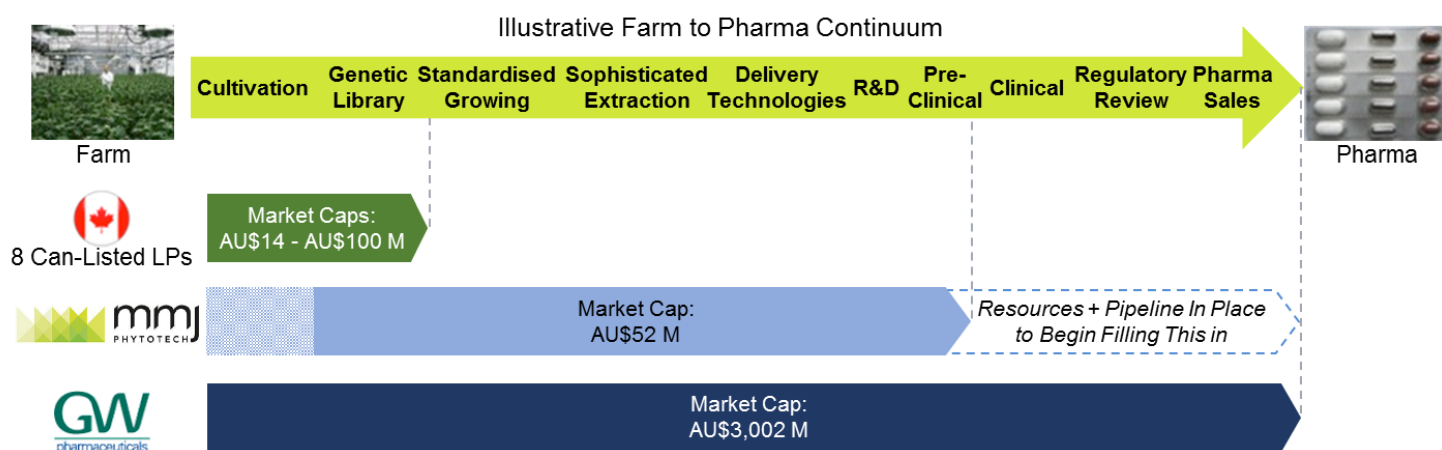 Illustrative Farm to Pharma Continuum
Cultivation
Genetic
Library
Standardised
Growing
Sophisticated
Extraction
Delivery
Technologies
R&D
Pre-
Clinical
Clinical
Regulatory
Review
Pharma
Sales
Farm
Pharma
8 Can-Listed LPs
Market Caps:
AU$14 - AU$100 M
mmj
PHYTOTECH
Market Cap:
AU$52 M
Resources + Pipeline In Place
to Begin Filling This in
GW
pharmaceuticals
Market Cap:
AU$3,002 M